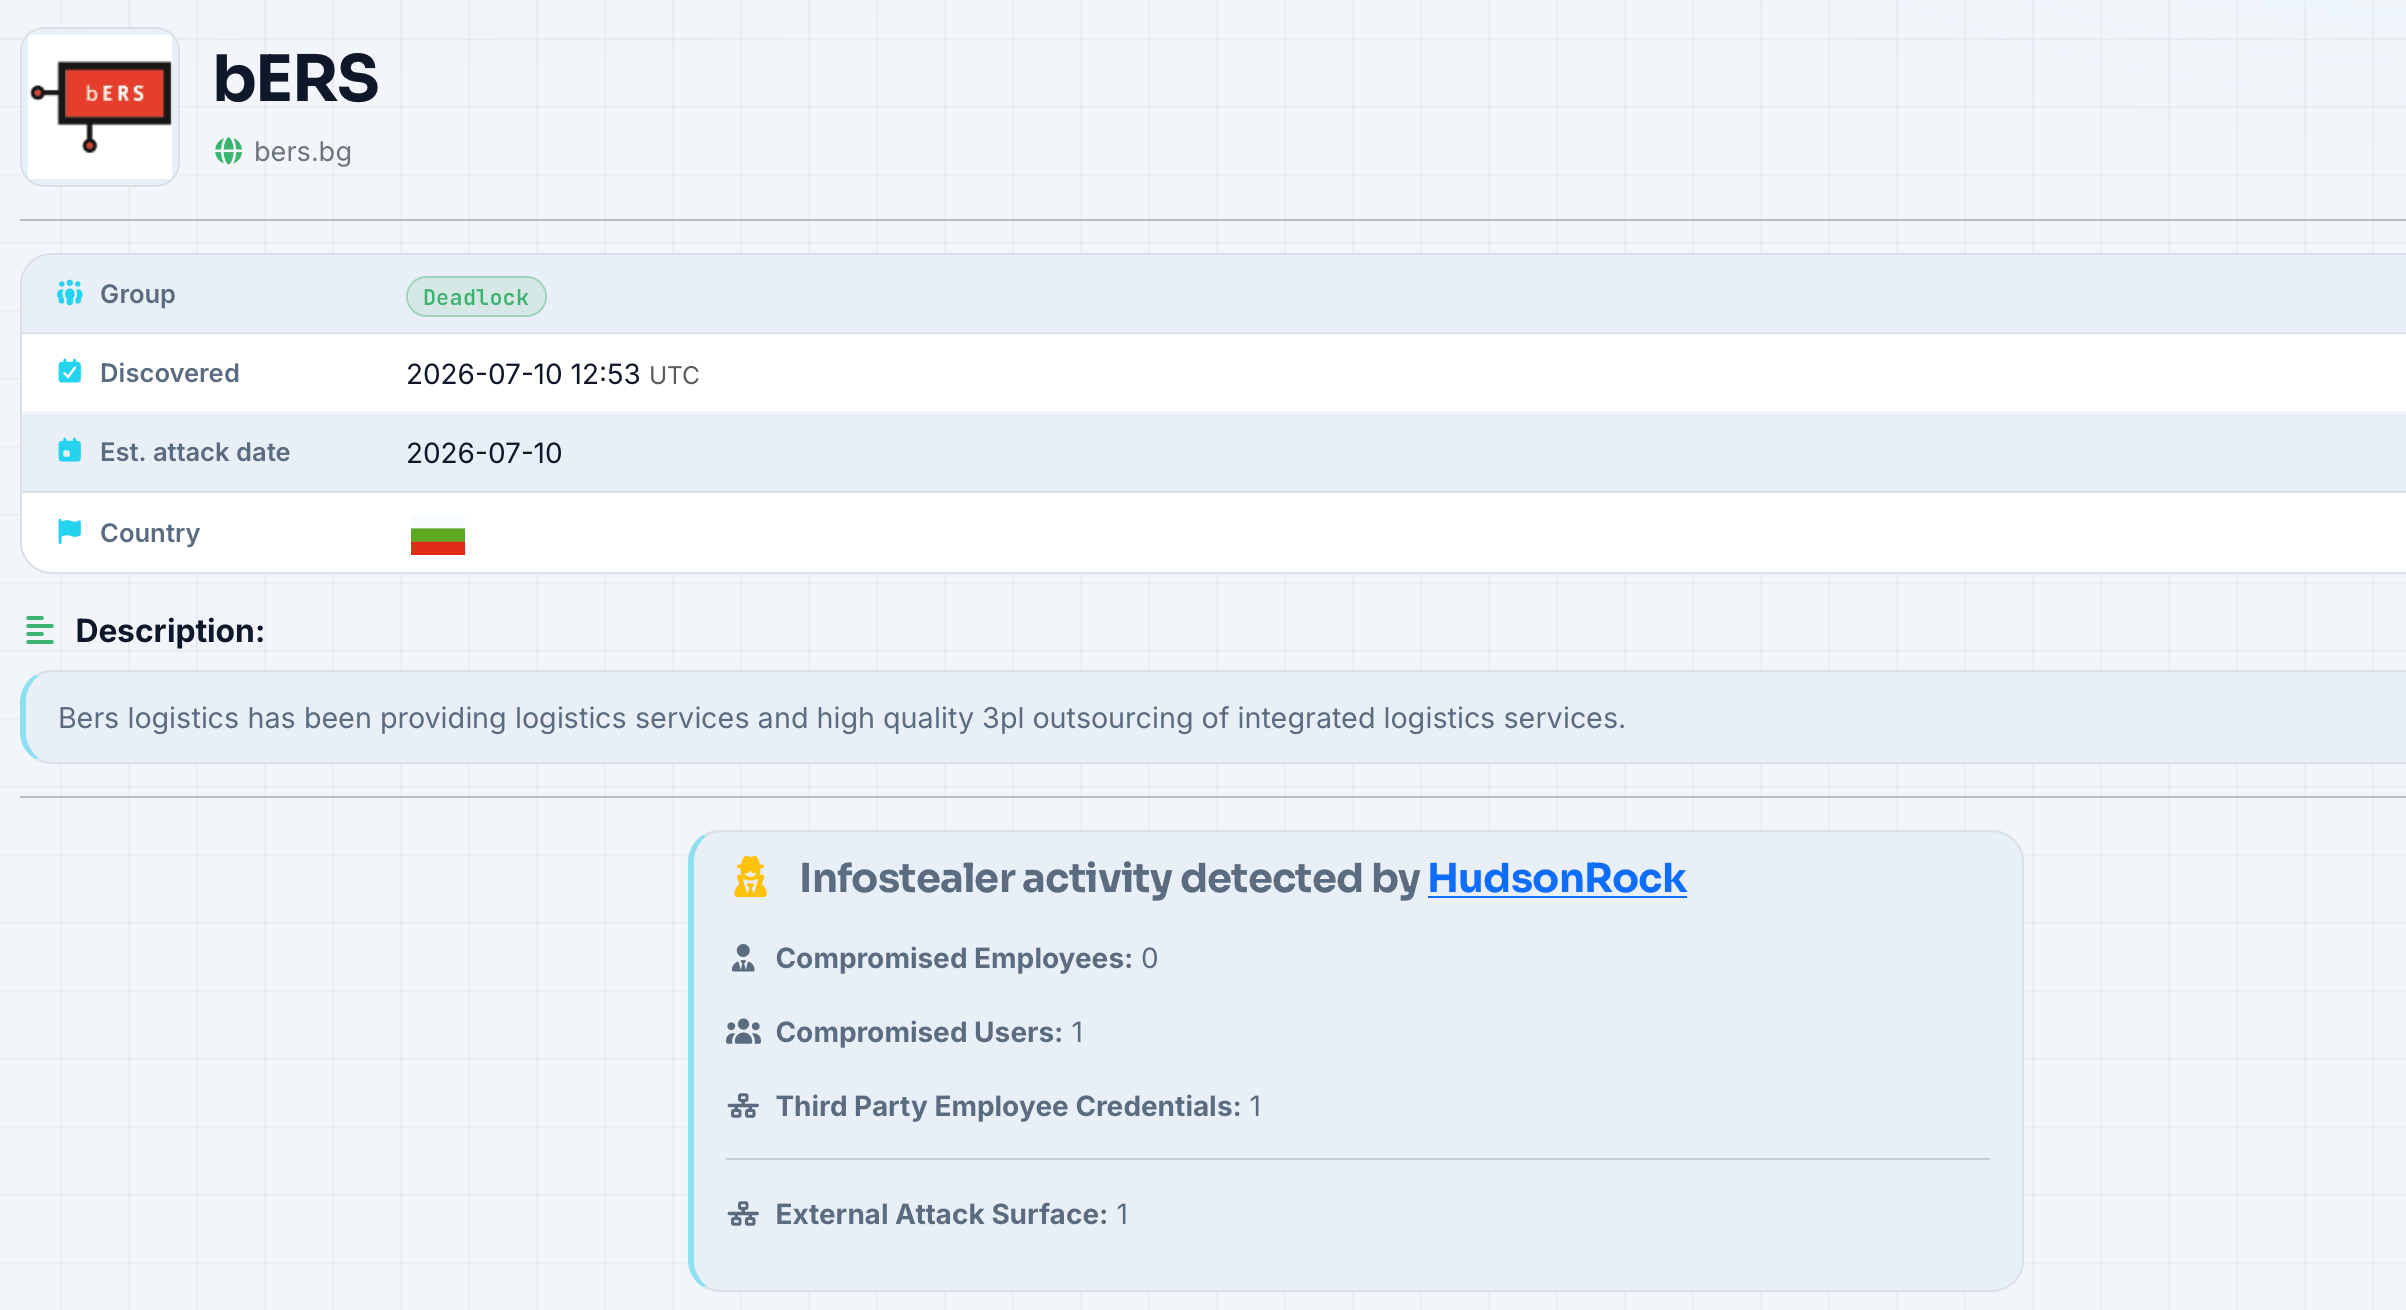 bERS
bERS
bers.bg
Group Deadlock
Discovered 2026-07-10 12:53 UTC
Est. attack date 2026-07-10
Country
Description:
Bers logistics has been providing logistics services and high quality 3pl outsourcing of integrated logistics services.
Infostealer activity detected by HudsonRock
Compromised Employees: 0
Compromised Users: 1
Third Party Employee Credentials: 1
External Attack Surface: 1